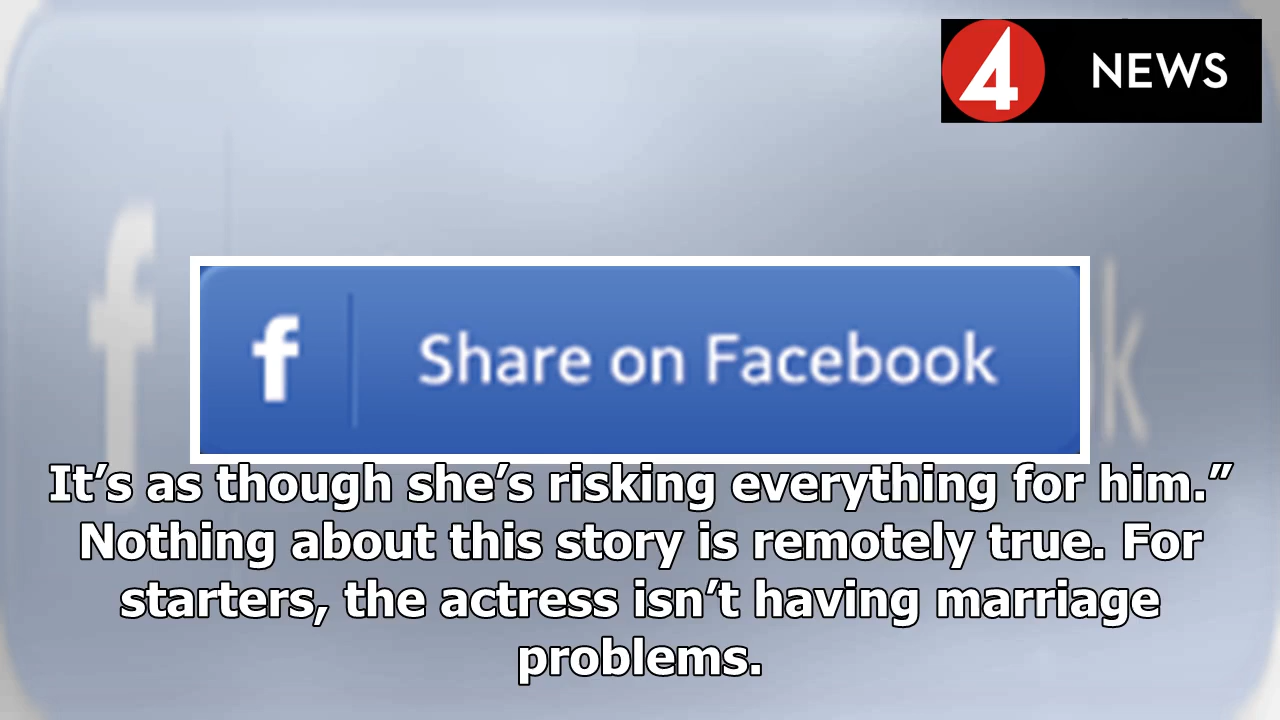 4 NEWS
f Share on Facebook
f k
It’s as though she’s risking everything for him.”
Nothing about this story is remotely true. For
starters, the actress isn’t having marriage
problems.